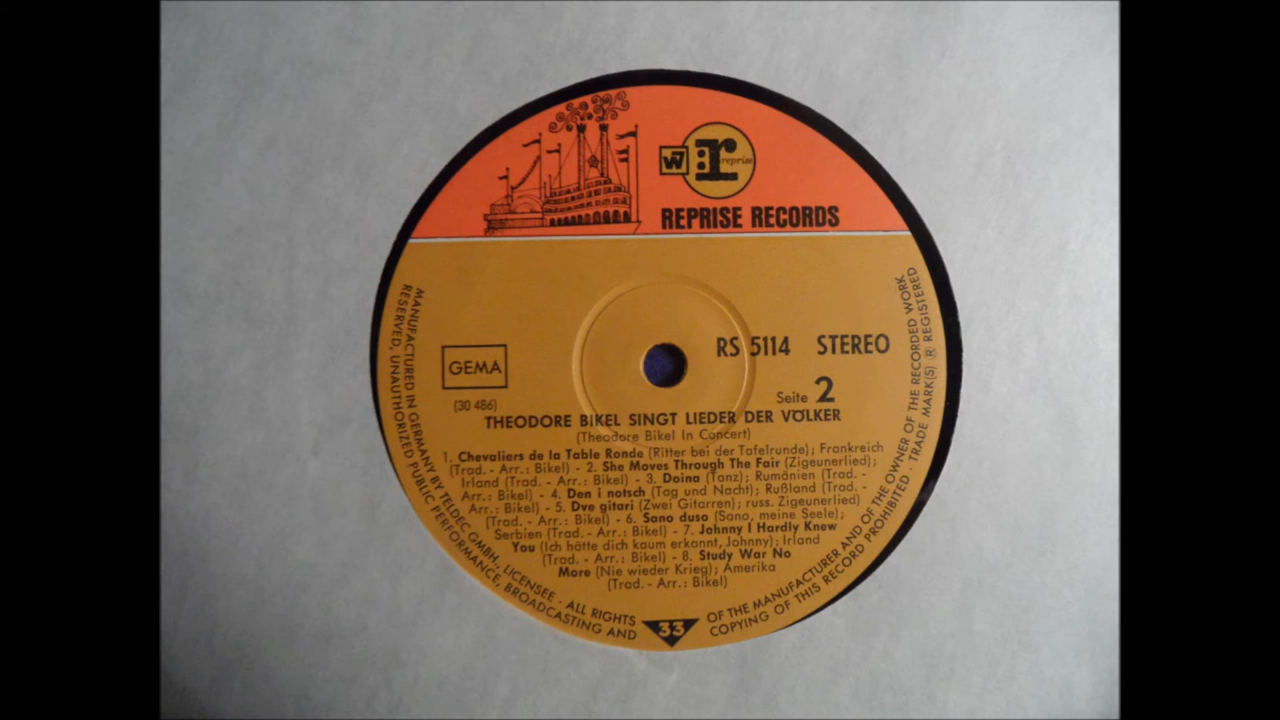 W7
r reprise
REPRISE RECORDS
RS 5114 STEREO
GEMA
Seite 2
(30 486)
THEODORE BIKEL SINGT LIEDER DER VÖLKER
(Theodore Bikel In Concert)
1. Chevaliers de la Table Ronde (Ritter bei der Tafelrunde); Frankreich
(Trad. - Arr.: Bikel) - 2. She Moves Through The Fair (Zigeunerlied);
Irland (Trad. - Arr.: Bikel) - 3. Doina (Tanz); Rumänien (Trad. -
Arr.: Bikel) - 4. Den i notsch (Tag und Nacht); Rußland (Trad. -
Arr.: Bikel) - 5. Dve gitari (Zwei Gitarren); russ. Zigeunerlied)
(Trad. - Arr.: Bikel) - 6. Sano duso (Sano, meine Seele);
Serbien (Trad. - Arr.: Bikel) - 7. Johnny I Hardly Knew
You (Ich hätte dich kaum erkannt, Johnny); Irland
(Trad. - Arr.: Bikel) - 8. Study War No
More (Nie wieder Krieg); Amerika
(Trad. - Arr.: Bikel)
MANUFACTURED IN GERMANY BY TELDEC GMBH., LICENSEE · ALL RIGHTS
RESERVED, UNAUTHORIZED PUBLIC PERFORMANCE, BROADCASTING AND
33
OF THE MANUFACTURER AND OF THE OWNER OF THE RECORDED WORK
COPYING OF THIS RECORD PROHIBITED · TRADE MARK(S) ® REGISTERED